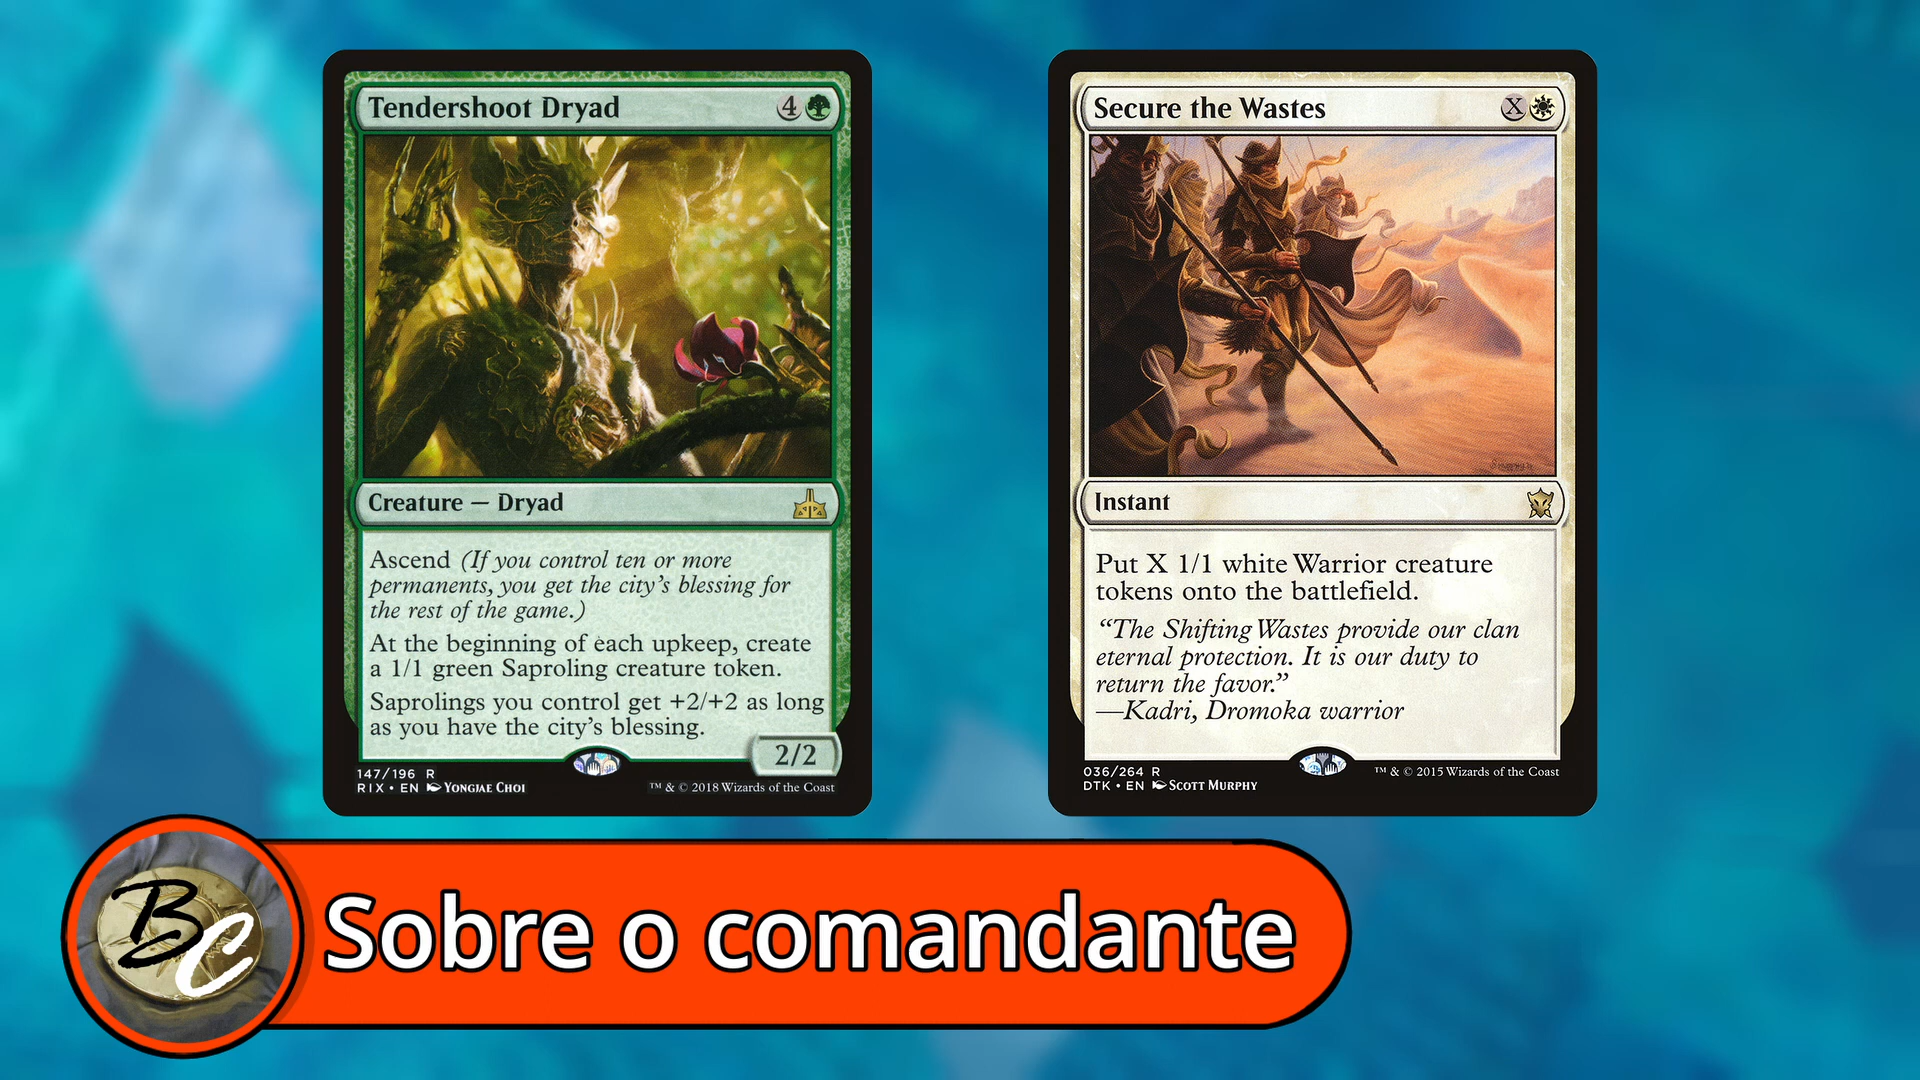 Tendershoot Dryad
4
Creature — Dryad
Ascend (If you control ten or more
permanents, you get the city's blessing for
the rest of the game.)
At the beginning of each upkeep, create
a 1/1 green Saproling creature token.
Saprolings you control get +2/+2 as long
as you have the city's blessing.
2/2
147/196 R
RIX • EN YONGJAE CHOI
™ & © 2018 Wizards of the Coast
Secure the Wastes
X
Instant
Put X 1/1 white Warrior creature
tokens onto the battlefield.
“The Shifting Wastes provide our clan
eternal protection. It is our duty to
return the favor.”
—Kadri, Dromoka warrior
036/264 R
DTK • EN SCOTT MURPHY
™ & © 2015 Wizards of the Coast
BC
Sobre o comandante